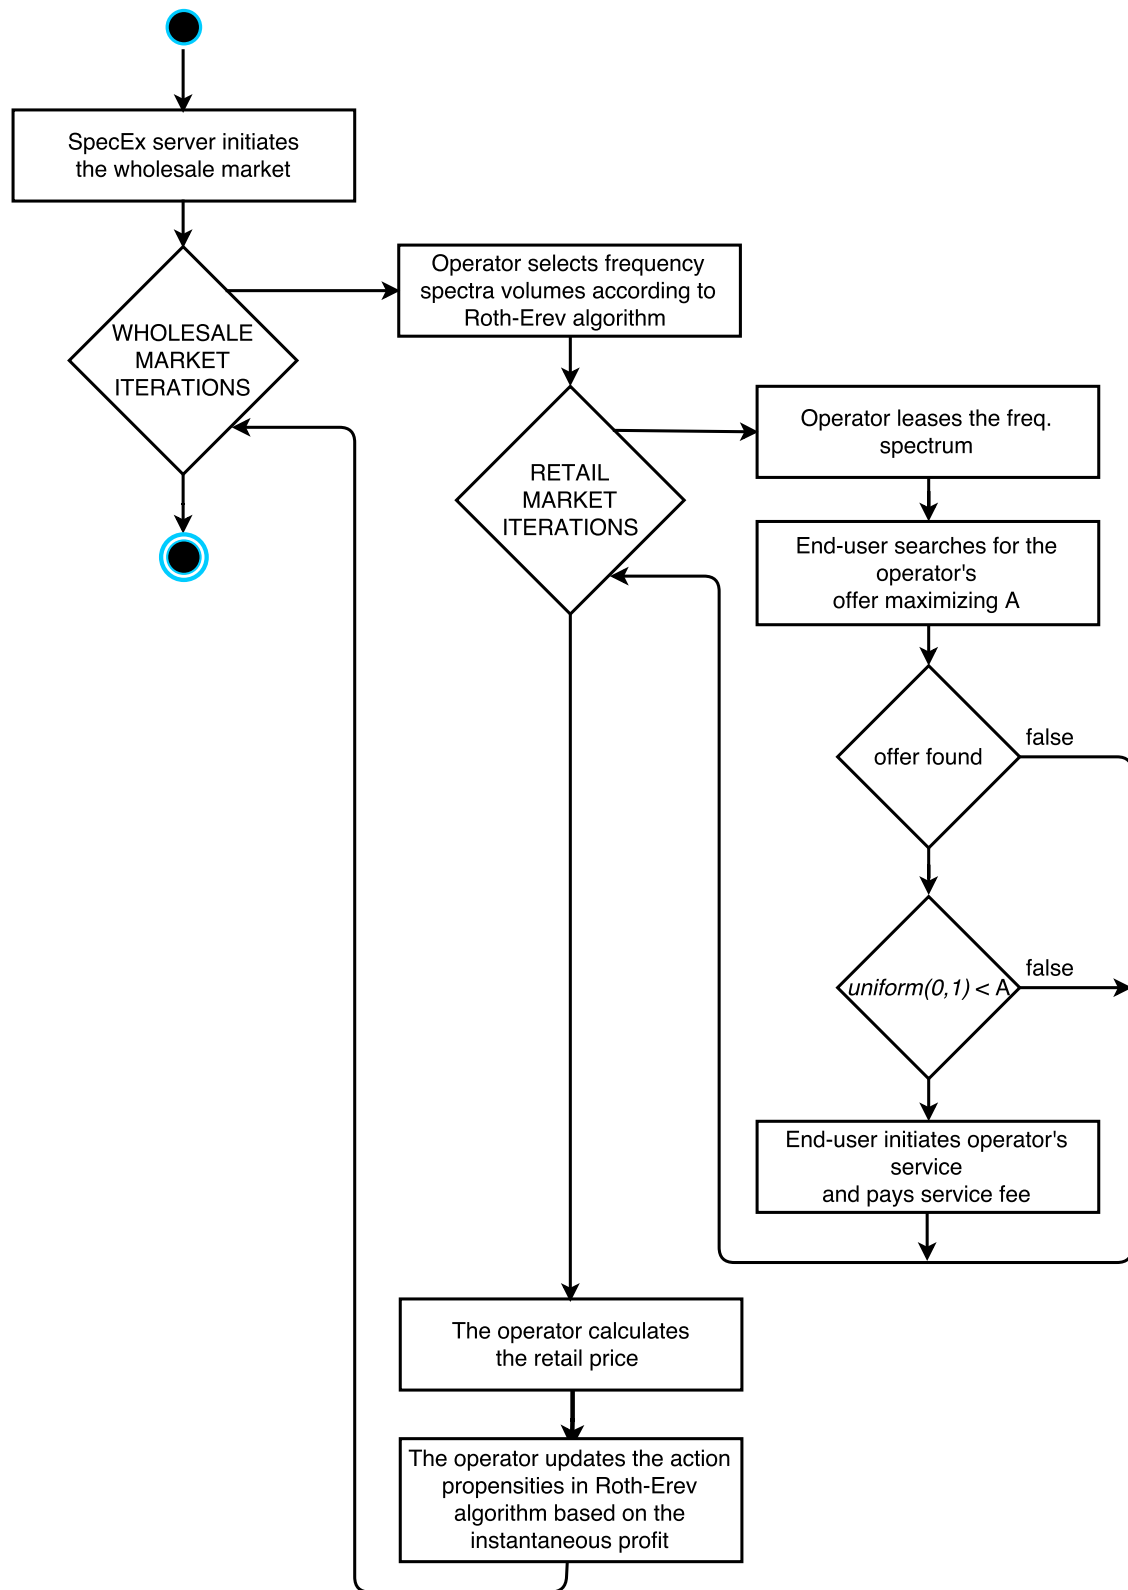 SpecEx server initiates
the wholesale market
WHOLESALE
MARKET
ITERATIONS
Operator selects frequency
spectra volumes according to
Roth-Erev algorithm
RETAIL
MARKET
ITERATIONS
Operator leases the freq.
spectrum
End-user searches for the
operator's
offer maximizing A
offer found
false
uniform(0,1) < A
false
End-user initiates operator's
service
and pays service fee
The operator calculates
the retail price
The operator updates the action
propensities in Roth-Erev
algorithm based on the
instantaneous profit